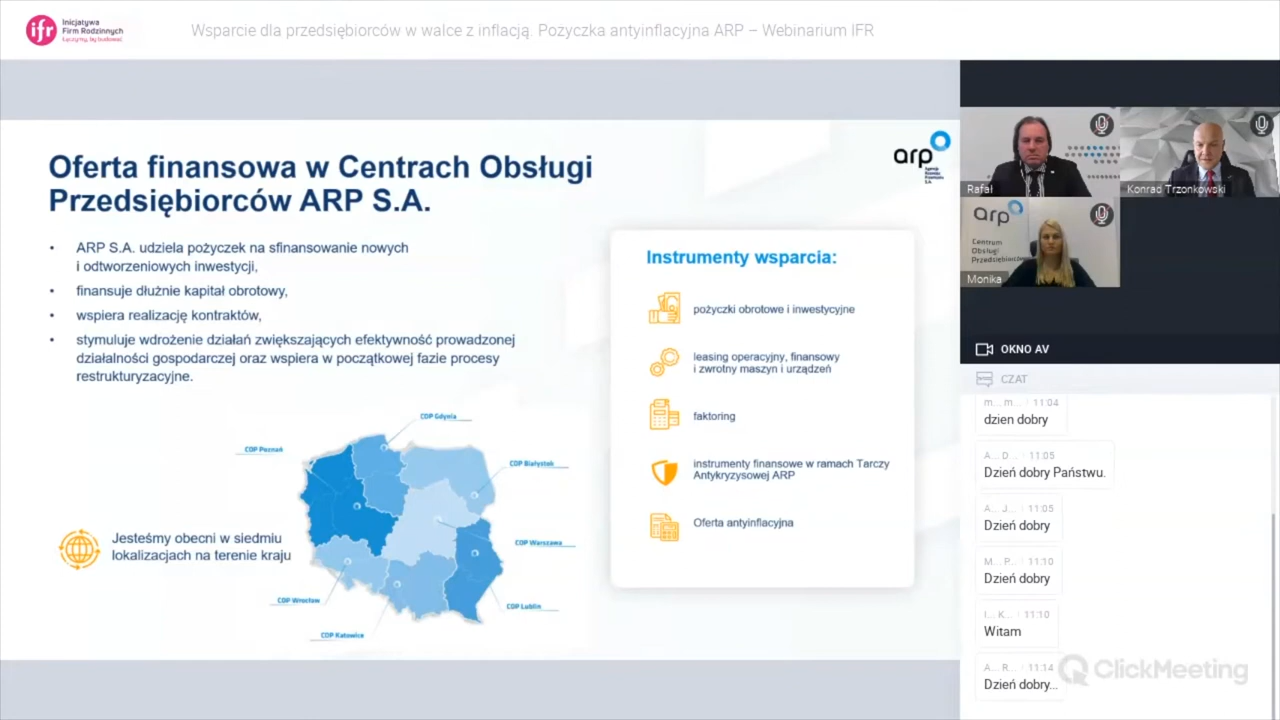 ifr
Inicjatywa
Firm Rodzinnych
Łączymy, by budować
Wsparcie dla przedsiębiorców w walce z inflacją. Pożyczka antyinflacyjna ARP – Webinarium IFR
Oferta finansowa w Centrach Obsługi
Przedsiębiorców ARP S.A.
arp
• ARP S.A. udziela pożyczek na sfinansowanie nowych
i odtworzeniowych inwestycji,
• finansuje dłużnie kapitał obrotowy,
• wspiera realizację kontraktów,
• stymuluje wdrożenie działań zwiększających efektywność prowadzonej
działalności gospodarczej oraz wspiera w początkowej fazie procesy
restrukturyzacyjne.
Instrumenty wsparcia:
pożyczki obrotowe i inwestycyjne
leasing operacyjny, finansowy
i zwrotny maszyn i urządzeń
faktoring
instrumenty finansowe w ramach Tarczy
Antykryzysowej ARP
Oferta antyinflacyjna
COP Gdynia
COP Poznań
COP Białystok
COP Warszawa
COP Lublin
COP Wrocław
COP Katowice
Jesteśmy obecni w siedmiu
lokalizacjach na terenie kraju
Rafał
Konrad Trzonkowski
arp
Centrum
Obsługi
Przedsiębiorców
Monika
OKNO AV
CZAT
m... m... 11:04
dzien dobry
A... D... 11:05
Dzień dobry Państwu.
A... J... 11:05
Dzień dobry
M... P... 11:10
Dzień dobry
I... K... 11:10
Witam
A... R... 11:14
Dzień dobry...
ClickMeeting